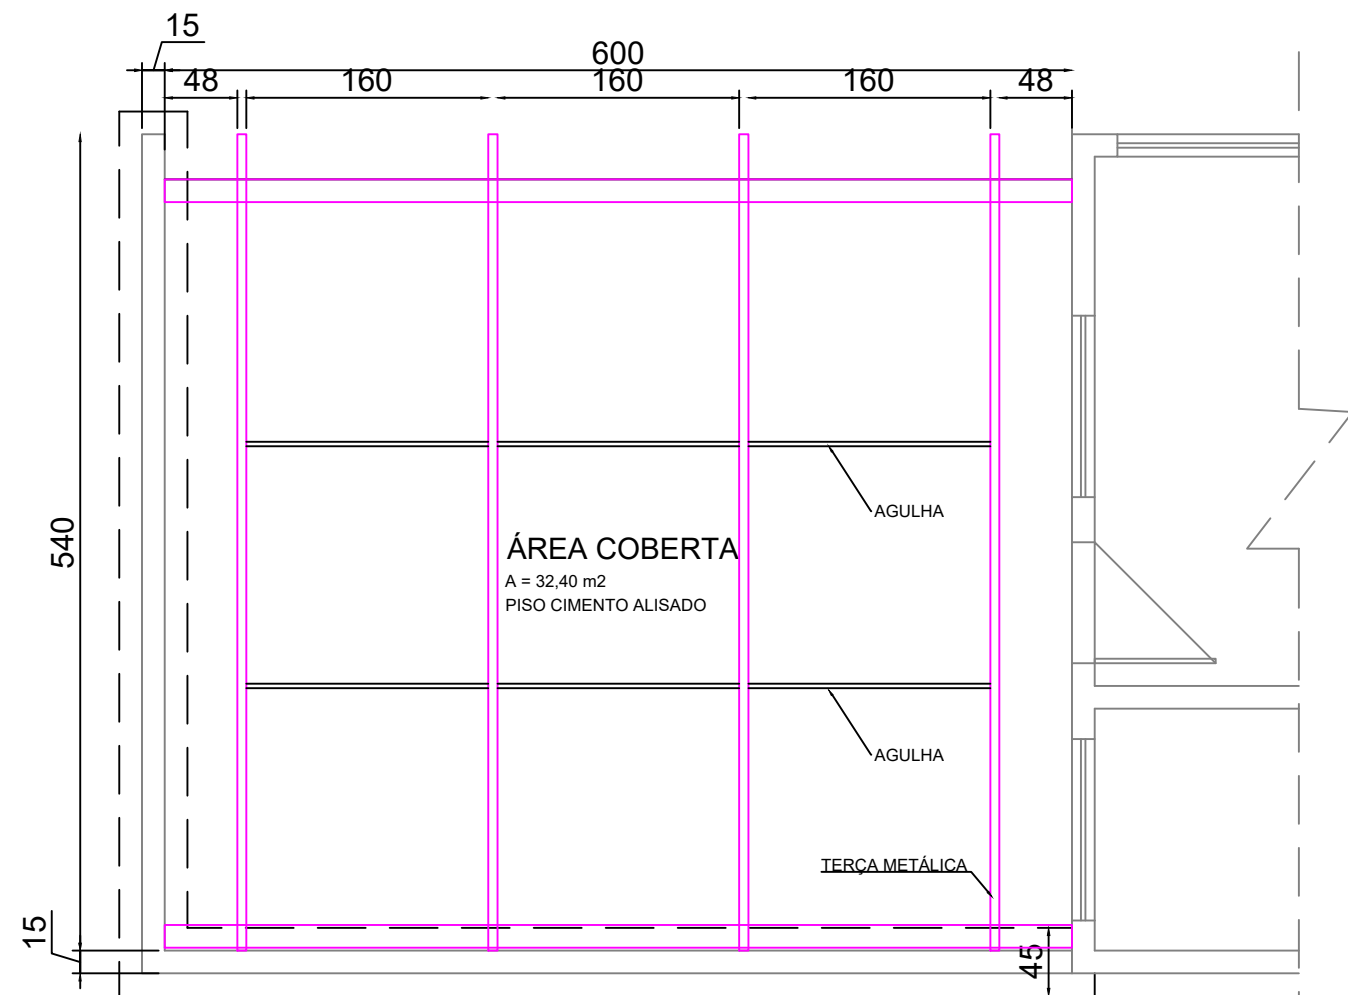 15
600
48 160 160 160 48
AGULHA
540
ÁREA COBERTA
A = 32,40 m2
PISO CIMENTO ALISADO
AGULHA
TERÇA METÁLICA
15
45